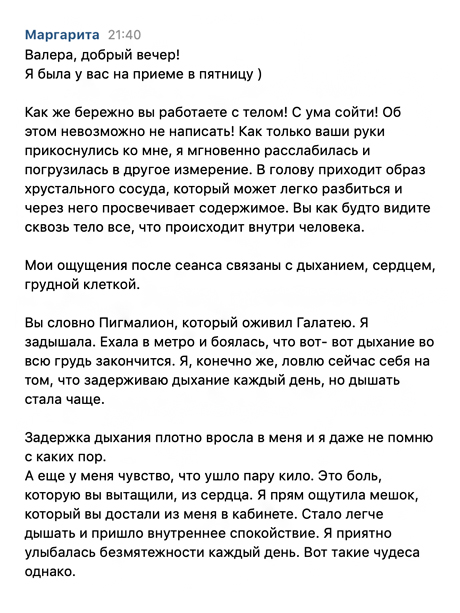 Маргарита 21:40
Валера, добрый вечер!
Я была у вас на приеме в пятницу )
Как же бережно вы работаете с телом! С ума сойти! Об
этом невозможно не написать! Как только ваши руки
прикоснулись ко мне, я мгновенно расслабилась и
погрузилась в другое измерение. В голову приходит образ
хрустального сосуда, который может легко разбиться и
через него просвечивает содержимое. Вы как будто видите
сквозь тело все, что происходит внутри человека.
Мои ощущения после сеанса связаны с дыханием, сердцем,
грудной клеткой.
Вы словно Пигмалион, который оживил Галатею. Я
задышала. Ехала в метро и боялась, что вот- вот дыхание во
всю грудь закончится. Я, конечно же, ловлю сейчас себя на
том, что задерживаю дыхание каждый день, но дышать
стала чаще.
Задержка дыхания плотно вросла в меня и я даже не помню
с каких пор.
А еще у меня чувство, что ушло пару кило. Это боль,
которую вы вытащили, из сердца. Я прям ощутила мешок,
который вы достали из меня в кабинете. Стало легче
дышать и пришло внутреннее спокойствие. Я приятно
улыбалась безмятежности каждый день. Вот такие чудеса
однако.